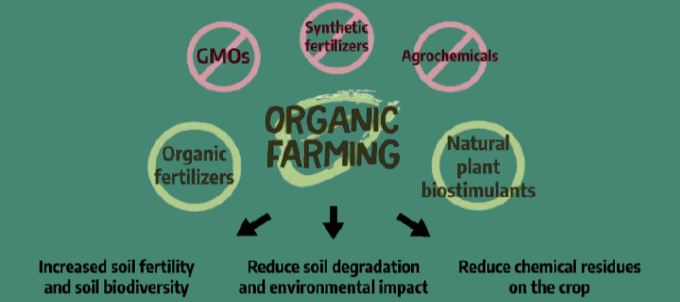 Synthetic
fertilizers
GMOs
Agrochemicals
ORGANIC
FARMING
Organic
fertilizers
Natural
plant
biostimulants
Increased soil fertility
and soil biodiversity
Reduce soil degradation
and environmental impact
Reduce chemical residues
on the crop